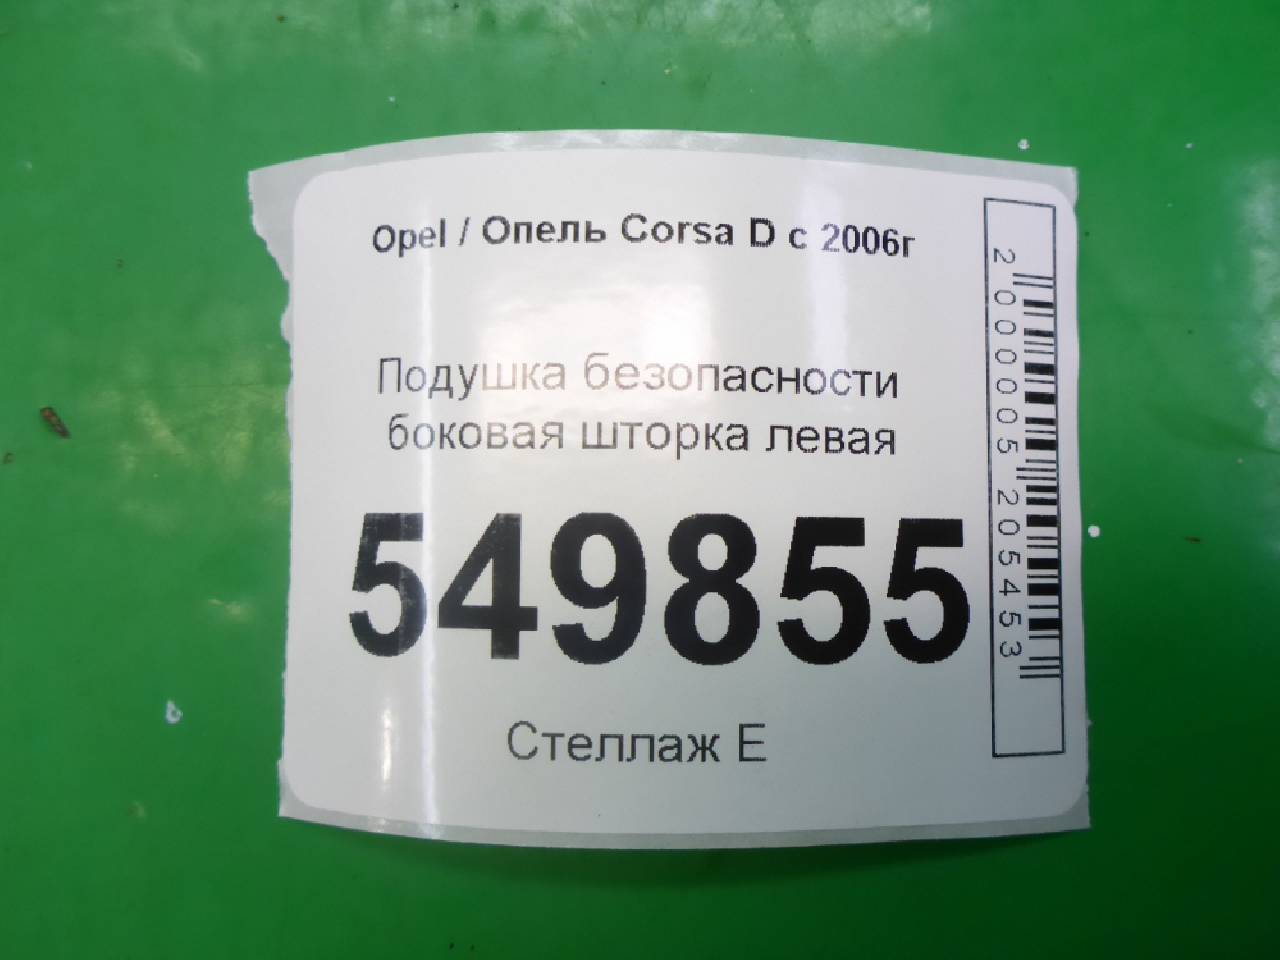 Opel / Опель Corsa D с 2006г
Подушка безопасности
боковая шторка левая
549855
Стеллаж Е
2000005205453